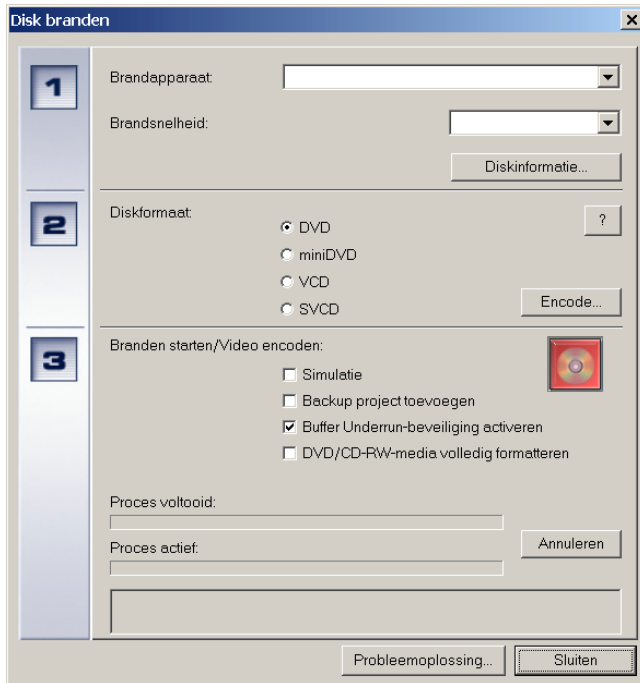 Disk branden
1
Brandapparaat:
Brandsnelheid:
Diskinformatie...
2
Diskformaat:
DVD
?
miniDVD
VCD
SVCD
Encode...
3
Branden starten/Video encoden:
Simulatie
Backup project toevoegen
Buffer Underrun-beveiliging activeren
DVD/CD-RW-media volledig formatteren
Proces voltooid:
Proces actief:
Annuleren
Probleemoplossing...
Sluiten